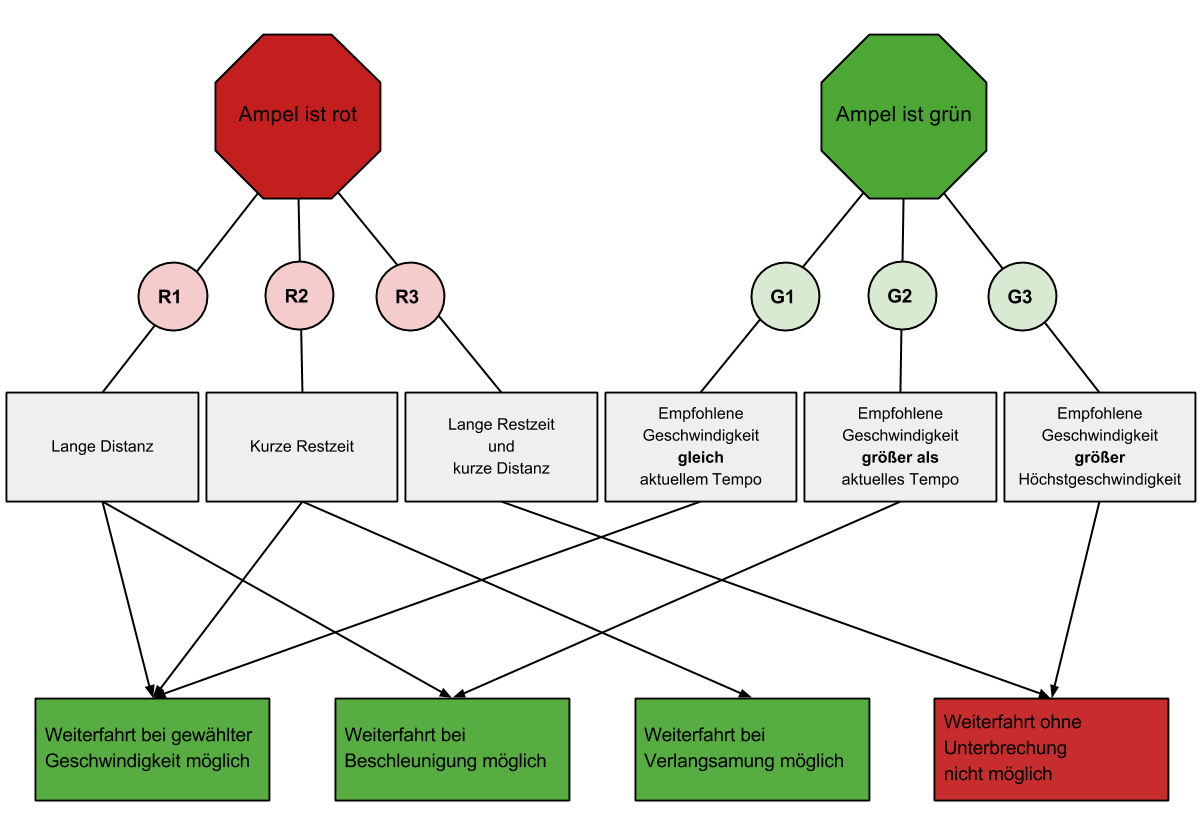 Ampel ist rot
Ampel ist grün
R1
R2
R3
G1
G2
G3
Lange Distanz
Kurze Restzeit
Lange Restzeit
und
kurze Distanz
Empfohlene
Geschwindigkeit
gleich
aktuellem Tempo
Empfohlene
Geschwindigkeit
größer als
aktuelles Tempo
Empfohlene
Geschwindigkeit
größer
Höchstgeschwindigkeit
Weiterfahrt bei gewählter
Geschwindigkeit möglich
Weiterfahrt bei
Beschleunigung möglich
Weiterfahrt bei
Verlangsamung möglich
Weiterfahrt ohne
Unterbrechung
nicht möglich